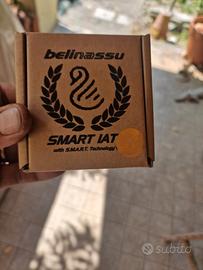 belinassu
SMART IAT
with S.M.A.R.T. Technology
subito